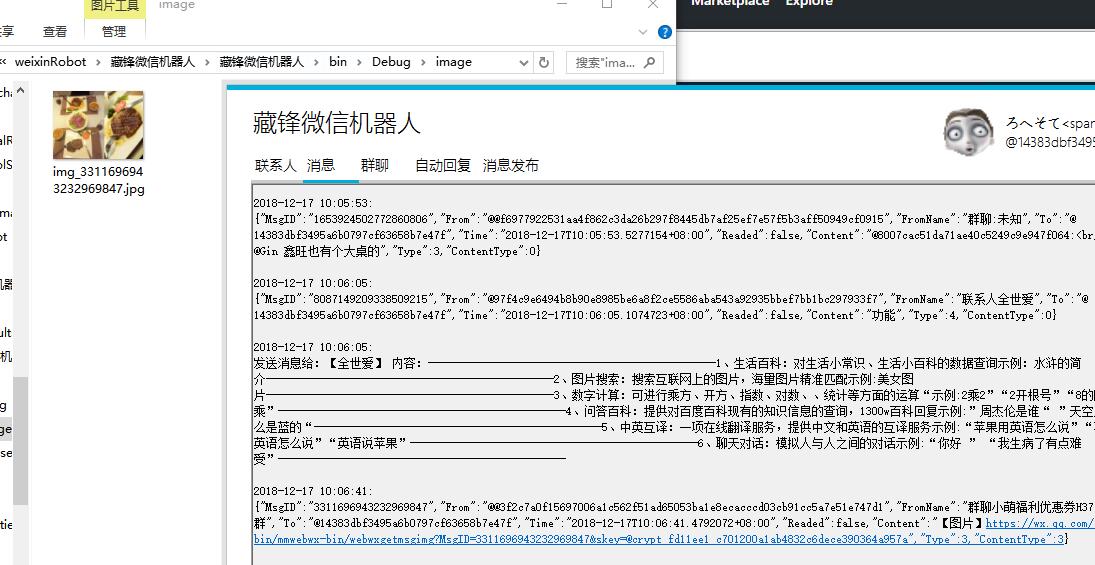 图片工具
image
Marketplace
Explore
共享
查看
管理
« weixinRobot › 藏锋微信机器人 › 藏锋微信机器人 › bin › Debug › image
搜索"ima...
img_331169694
3232969847.jpg
藏锋微信机器人
ろへそて<span
@14383dbf3495
联系人 消息 群聊 自动回复 消息发布
2018-12-17 10:05:53:
{"MsgID":"1653924502772860806","From":"@@f6977922531aa4f862c3da26b297f8445db7af25ef7e57f5b3aff50949cf0915","FromName":"群聊:未知","To":"@
14383dbf3495a6b0797cf63658b7e47f","Time":"2018-12-17T10:05:53.5277154+08:00","Readed":false,"Content":"@8007cac51da71ae40c5249c9e947f064:<br
@Gin 鑫旺也有个大桌的","Type":3,"ContentType":0}
2018-12-17 10:06:05:
{"MsgID":"8087149209338509215","From":"@97f4c9e6494b8b90e8985be6a8f2ce5586aba543a92935bbef7bb1bc297933f7","FromName":"联系人全世爱","To":"@
14383dbf3495a6b0797cf63658b7e47f","Time":"2018-12-17T10:06:05.1074723+08:00","Readed":false,"Content":"功能","Type":4,"ContentType":0}
2018-12-17 10:06:05:
发送消息给:【全世爱】 内容:————————————————————————1、生活百科: 对生活小常识、生活小百科的数据查询示例: 水浒的简
介————————————————————————2、图片搜索: 搜索互联网上的图片, 海量图片精准匹配示例:美女图
片————————————————————————3、数字计算: 可进行乘方、开方、指数、对数、、统计等方面的运算“示例:2乘2”“2开根号”“8的
乘”————————————————————————4、问答百科: 提供对百度百科现有的知识信息的查询, 1300w百科回复示例:”周杰伦是谁“ ”天空
么是蓝的“————————————————————————5、中英互译: 一项在线翻译服务, 提供中文和英语的互译服务示例:“苹果用英语怎么说”“
英语怎么说”“英语说苹果”————————————————————————6、聊天对话: 模拟人与人之间的对话示例:“你好 ” “我生病了有点难
受”————————————————————————
2018-12-17 10:06:41:
{"MsgID":"3311696943232969847","From":"@@3f2c7a0f15697006a1c562f51ad65053ba1e8ecacccd03cb91cc5a7e51e747d1","FromName":"群聊小萌福利优惠券H37
群","To":"@14383dbf3495a6b0797cf63658b7e47f","Time":"2018-12-17T10:06:41.4792072+08:00","Readed":false,"Content":"【图片】https://wx.qq.com/
bin/mmwebwx-bin/webwxgetmsgimg?MsgID=3311696943232969847&skey=@crypt_fd11ee1_c701200a1ab4832c6dece390364a957a","Type":3,"ContentType":3}